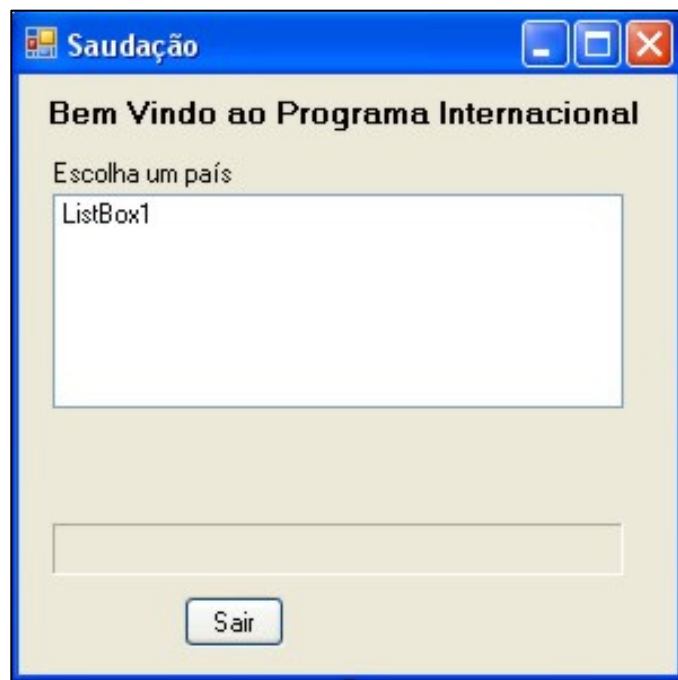 Saudação
Bem Vindo ao Programa Internacional
Escolha um país
ListBox1
Sair